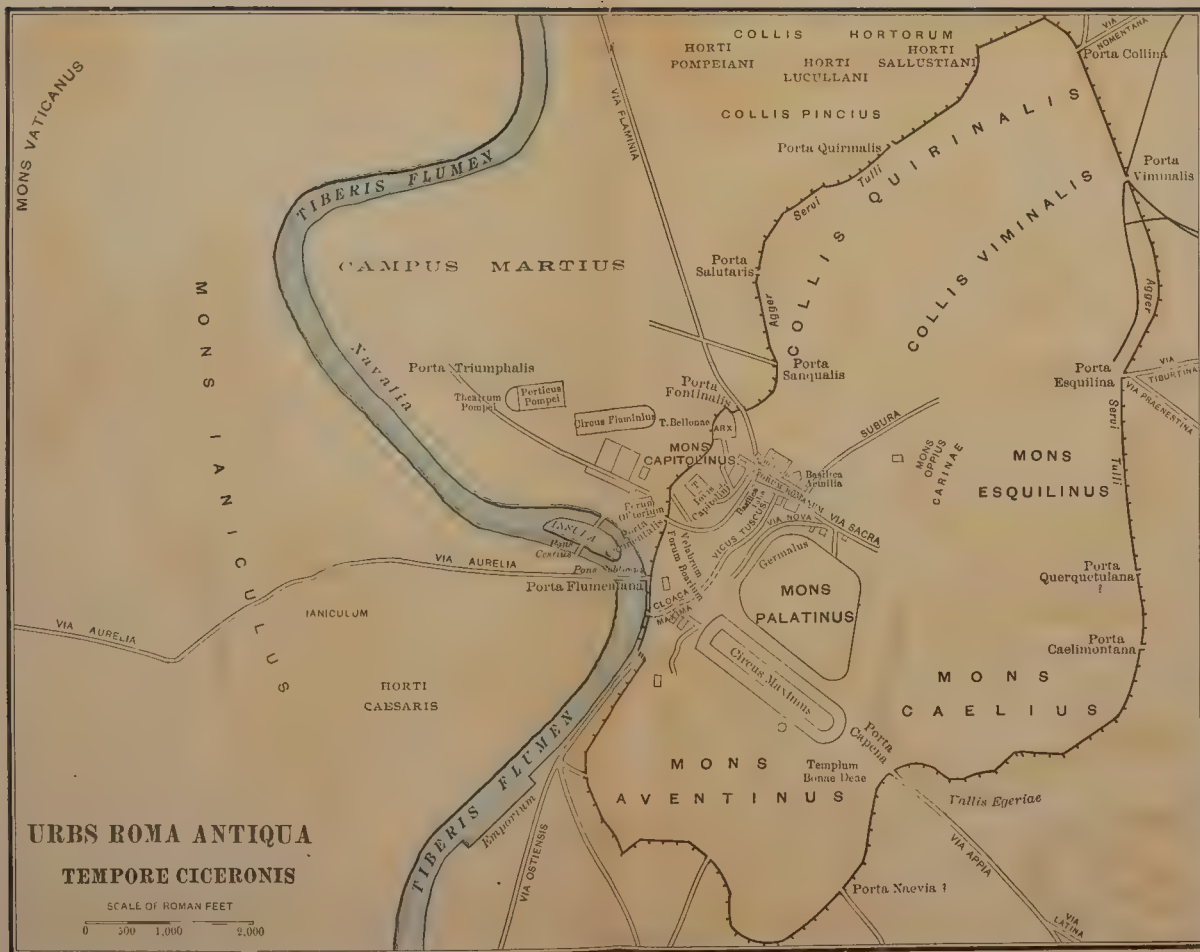 COLLIS HORTORUM
HORTI POMPEIANI
HORTI LUCULLANI
HORTI SALLUSTIANI
VIA NOMENTANA
Porta Collina
MONS VATICANUS
VIA FLAMINIA
COLLIS PINCIUS
Porta Quirinalis
COLLIS QUIRINALIS
Porta Viminalis
TIBERIS FLUMEN
Servi Tulli
COLLIS VIMINALIS
CAMPUS MARTIUS
Porta Salutaris
Agger
Agger
MONS IANICULUS
Navalia
Porta Triumphalis
Porta Sanqualis
Porta Esquilina
VIA TIBURTINA
VIA PRAENESTINA
Theatrum Pompei
Porticus Pompei
Porta Fontinalis
Circus Flaminius
T. Bellonae
ARX
SUBURA
Servi Tulli
MONS CAPITOLINUS
MONS OPPIUS
CARINAE
MONS ESQUILINUS
Basilica Aemilia
FORUM ROMANUM
T. Iovis Capitolini
Basilica
VIA NOVA
VIA SACRA
VICUS TUSCUS
INSULA
Pons Cestius
VIA AURELIA
Porta Flumentana
Velabrum
Forum Boarium
Germalus
MONS PALATINUS
Porta Querquetulana ?
CLOACA MAXIMA
IANICULUM
VIA AURELIA
Porta Caelimontana
Circus Maximus
HORTI CAESARIS
MONS CAELIUS
Porta Capena
MONS AVENTINUS
Templum Bonae Deae
Vallis Egeriae
TIBERIS FLUMEN
Emporium
VIA OSTIENSIS
VIA APPIA
Porta Naevia ?
VIA LATINA
URBS ROMA ANTIQUA
TEMPORE CICERONIS
SCALE OF ROMAN FEET
0 500 1,000 2,000